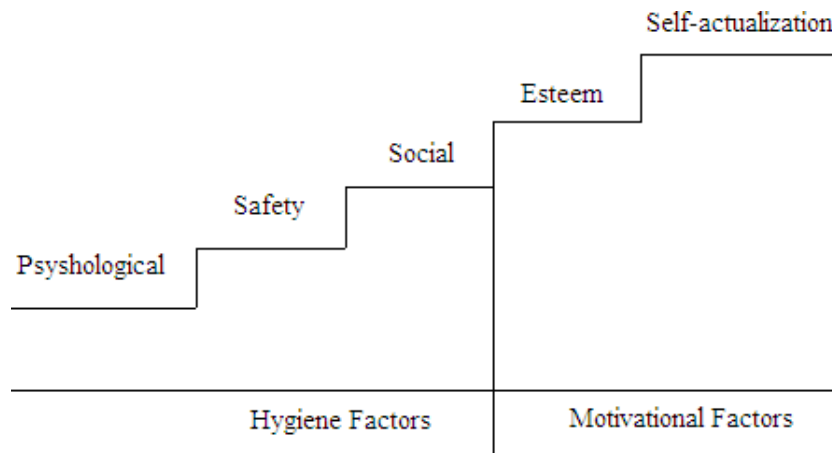 Self-actualization
Esteem
Social
Safety
Psyshological
Hygiene Factors
Motivational Factors